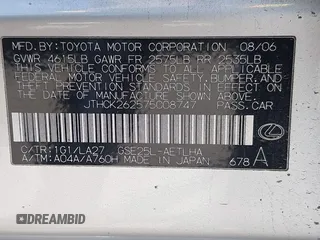 MFD. BY: TOYOTA MOTOR CORPORATION 08/06
GVWR 4615LB GAWR FR 2575LB RR 2535LB
THIS VEHICLE CONFORMS TO ALL APPLICABLE
FEDERAL MOTOR VEHICLE SAFETY, BUMPER, AND
THEFT PREVENTION STANDARDS IN EFFECT ON
THE DATE OF MANUFACTURE SHOWN ABOVE.
JTHCK262575008747 PASS. CAR
C/TR: 1G1/LA27 GSE25L-AETLHA
A/TM: A04A/A760H MADE IN JAPAN 678 A
DREAMBID